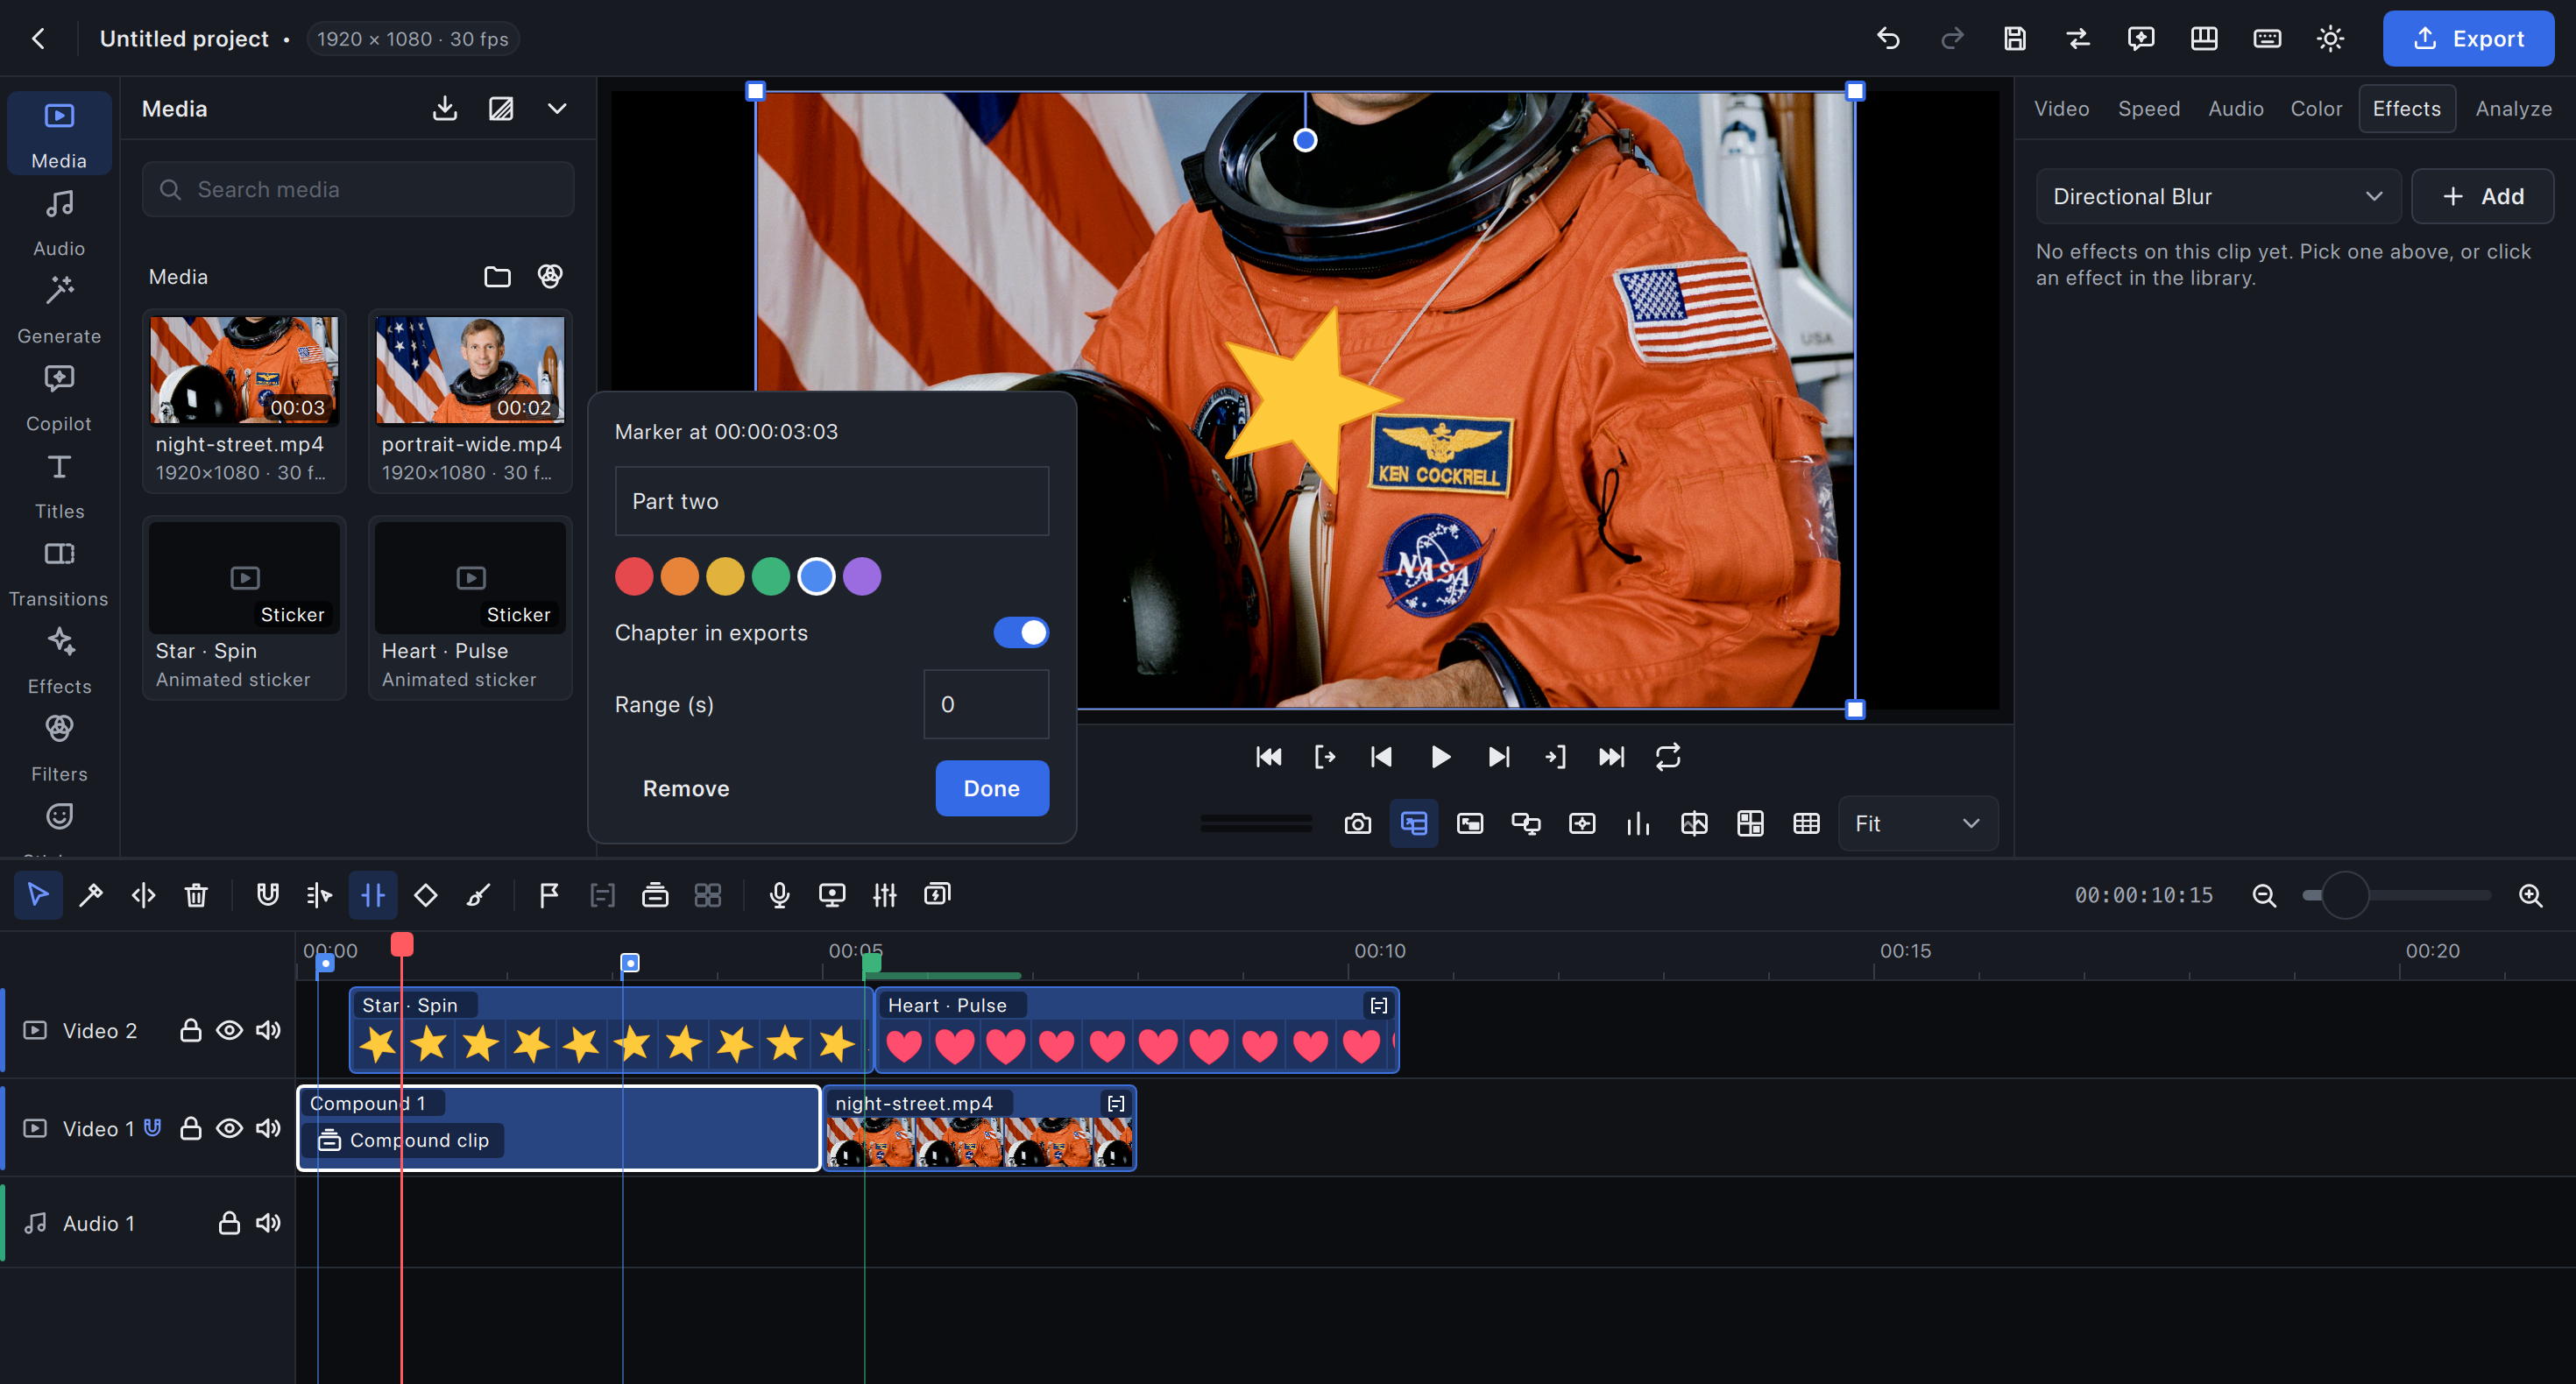 Untitled project • 1920 × 1080 · 30 fps
Export
Media
Audio
Generate
Copilot
Titles
Transitions
Effects
Filters
Media
Search media
Media
00:03
night-street.mp4
1920×1080 · 30 f...
00:02
portrait-wide.mp4
1920×1080 · 30 f...
Sticker
Star · Spin
Animated sticker
Sticker
Heart · Pulse
Animated sticker
USA
KEN COCKRELL
NASA
Marker at 00:00:03:03
Part two
Chapter in exports
Range (s)
0
Remove
Done
Fit
Video
Speed
Audio
Color
Effects
Analyze
Directional Blur
Add
No effects on this clip yet. Pick one above, or click
an effect in the library.
00:00:10:15
00:00
00:05
00:10
00:15
00:20
Video 2
Star · Spin
Heart · Pulse
Video 1
Compound 1
Compound clip
night-street.mp4
Audio 1